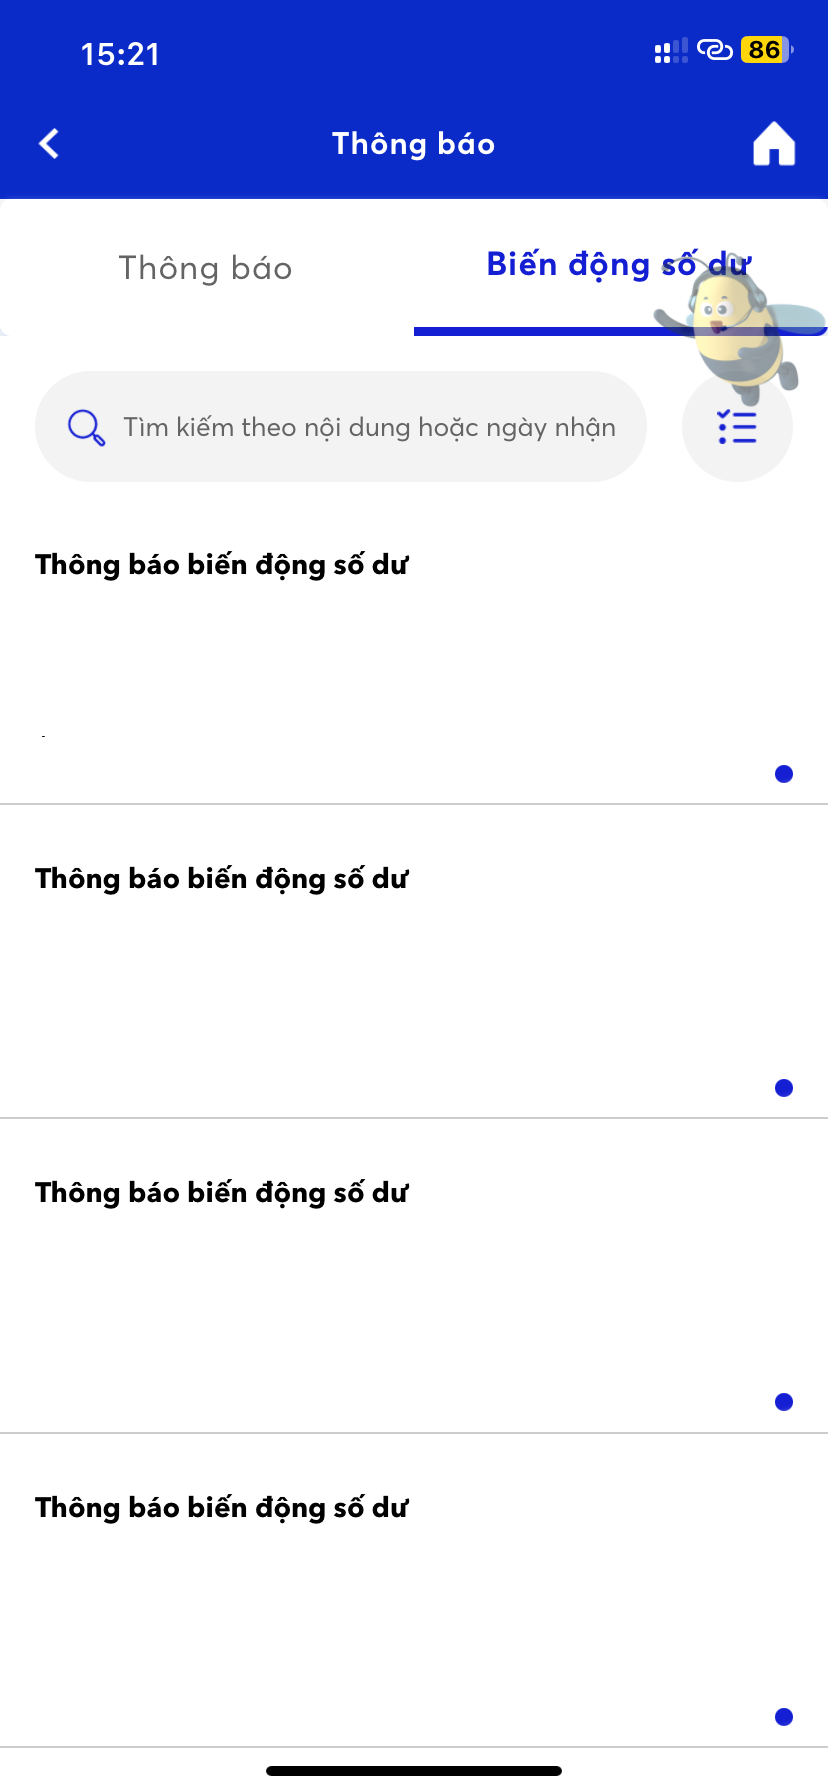 15:21
86
Thông báo
Thông báo
Biến động số dư
Tìm kiếm theo nội dung hoặc ngày nhận
Thông báo biến động số dư
Thông báo biến động số dư
Thông báo biến động số dư
Thông báo biến động số dư